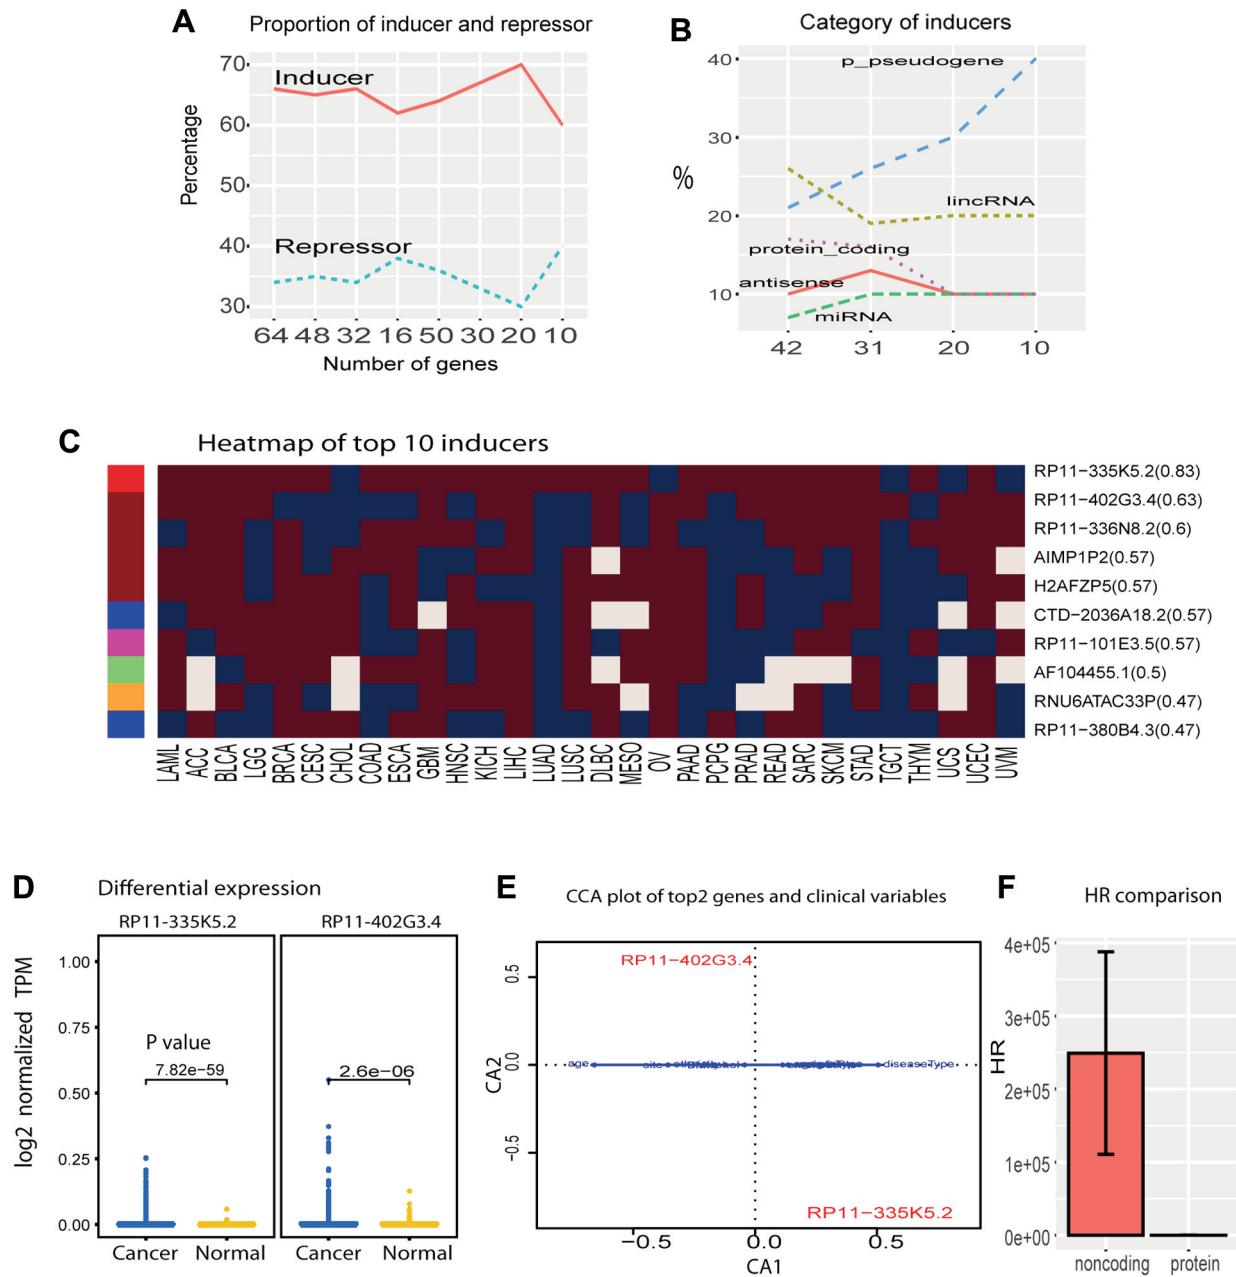 A
Proportion of inducer and repressor
Percentage
70
60
50
40
30
Inducer
Repressor
64 48 32 16 50 30 20 10
Number of genes
B
Category of inducers
%
40
30
20
10
p_pseudogene
lincRNA
protein_coding
antisense
miRNA
42 31 20 10
C
Heatmap of top 10 inducers
RP11−335K5.2(0.83)
RP11−402G3.4(0.63)
RP11−336N8.2(0.6)
AIMP1P2(0.57)
H2AFZP5(0.57)
CTD−2036A18.2(0.57)
RP11−101E3.5(0.57)
AF104455.1(0.5)
RNU6ATAC33P(0.47)
RP11−380B4.3(0.47)
LAML ACC BLCA LGG BRCA CESC CHOL COAD ESCA GBM HNSC KICH LIHC LUAD LUSC DLBC MESO OV PAAD PCPG PRAD READ SARC SKCM STAD TGCT THYM UCS UCEC UVM
D
Differential expression
RP11-335K5.2 RP11-402G3.4
log2 normalized TPM
1.00
0.75
0.50
0.25
0.00
P value
7.82e−59
2.6e−06
Cancer Normal Cancer Normal
E
CCA plot of top2 genes and clinical variables
CA2
0.5
0.0
−0.5
RP11−402G3.4
age
diseaseType
RP11−335K5.2
−0.5 0.0 0.5
CA1
F
HR comparison
HR
4e+05
3e+05
2e+05
1e+05
0e+00
noncoding protein